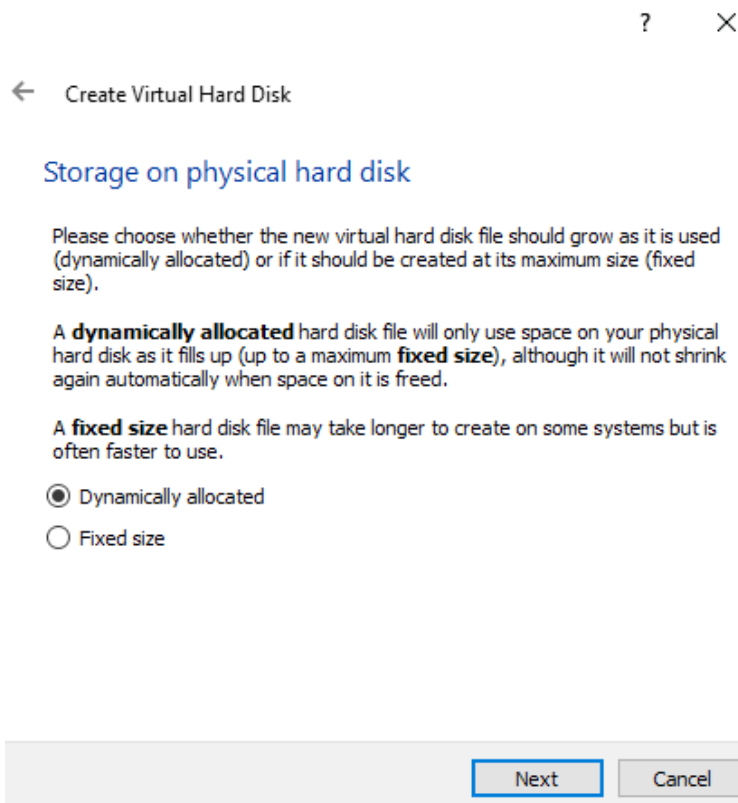 ?
Create Virtual Hard Disk
Storage on physical hard disk
Please choose whether the new virtual hard disk file should grow as it is used
(dynamically allocated) or if it should be created at its maximum size (fixed
size).
A dynamically allocated hard disk file will only use space on your physical
hard disk as it fills up (up to a maximum fixed size), although it will not shrink
again automatically when space on it is freed.
A fixed size hard disk file may take longer to create on some systems but is
often faster to use.
Dynamically allocated
Fixed size
Next Cancel